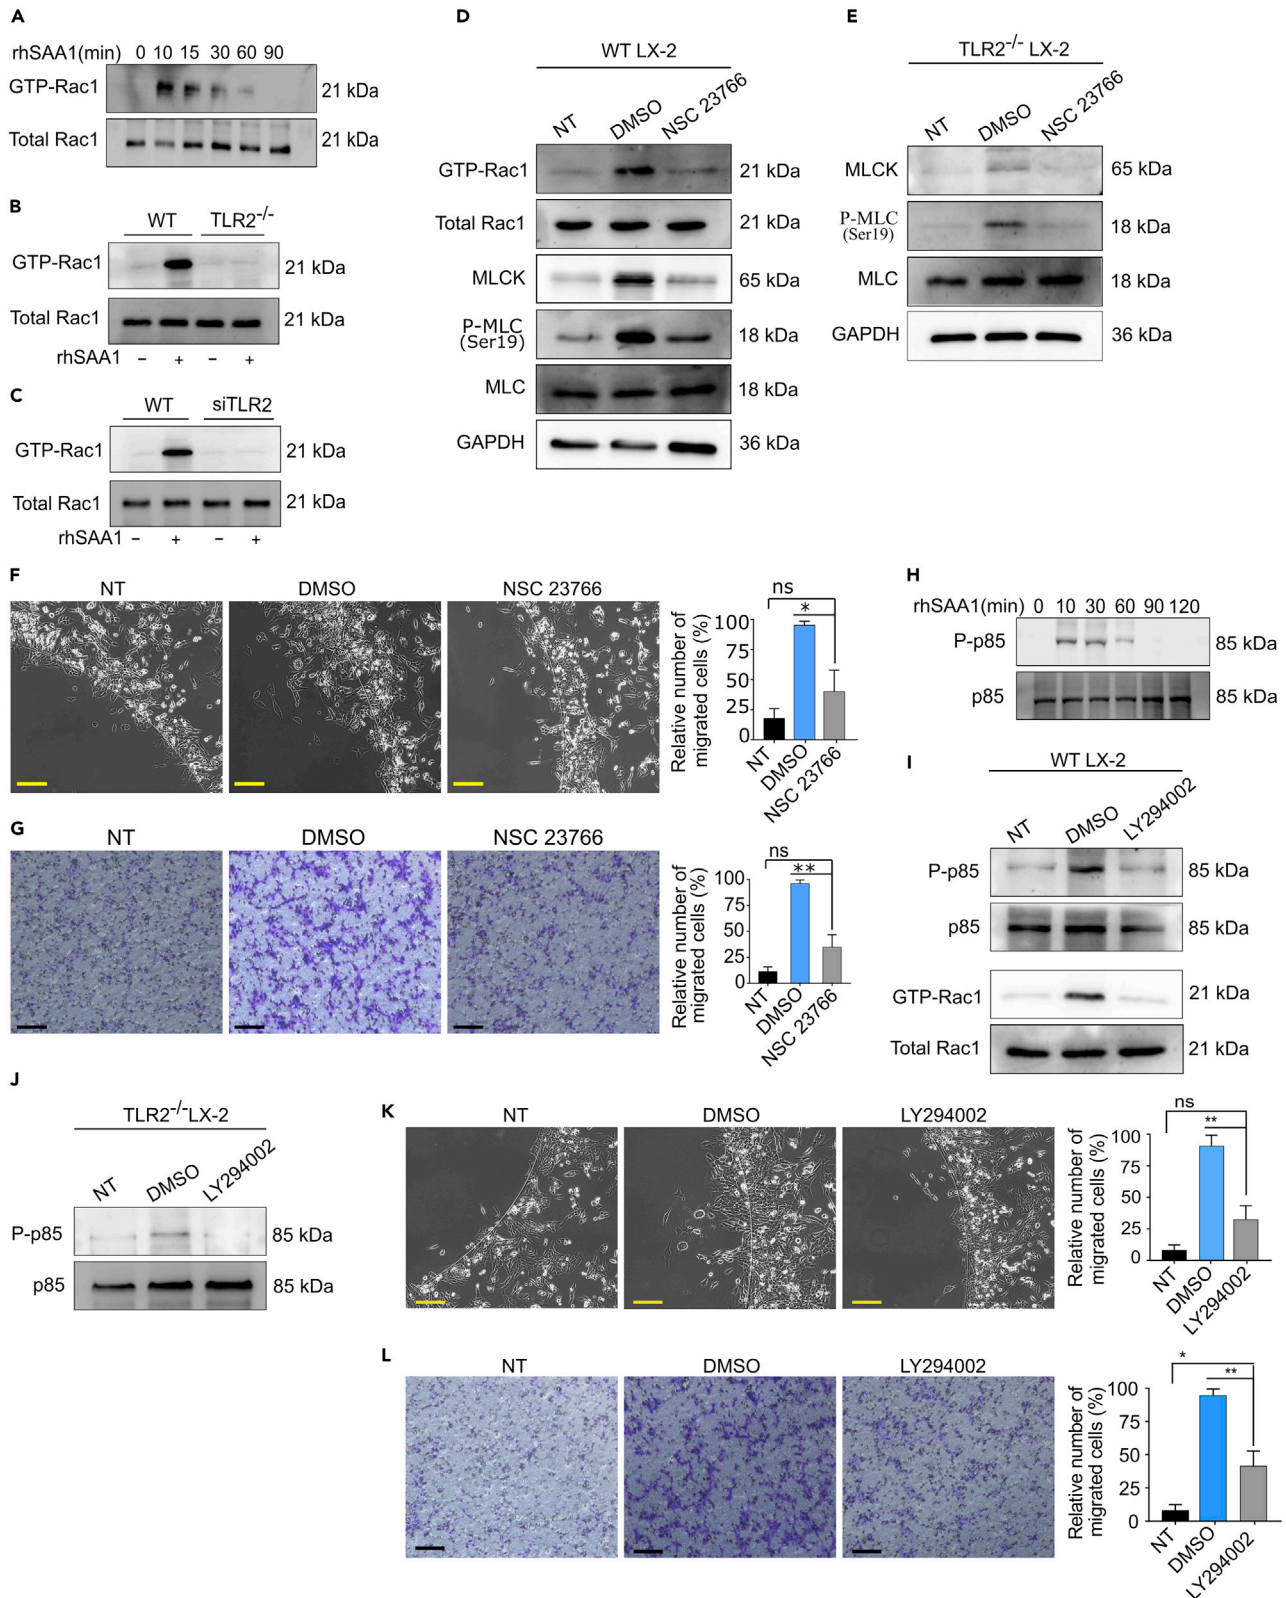 A
rhSAA1(min) 0 10 15 30 60 90
GTP-Rac1 21 kDa
Total Rac1 21 kDa
B
WT TLR2-/-
GTP-Rac1 21 kDa
Total Rac1 21 kDa
rhSAA1 – + – +
C
WT siTLR2
GTP-Rac1 21 kDa
Total Rac1 21 kDa
rhSAA1 – + – +
D
WT LX-2
NT DMSO NSC 23766
GTP-Rac1 21 kDa
Total Rac1 21 kDa
MLCK 65 kDa
P-MLC
(Ser19) 18 kDa
MLC 18 kDa
GAPDH 36 kDa
E
TLR2-/- LX-2
NT DMSO NSC 23766
MLCK 65 kDa
P-MLC
(Ser19) 18 kDa
MLC 18 kDa
GAPDH 36 kDa
F
NT DMSO NSC 23766
Relative number of
migrated cells (%)
100
75
50
25
0
ns
*
NT DMSO NSC 23766
G
NT DMSO NSC 23766
Relative number of
migrated cells (%)
100
75
50
25
0
ns
**
NT DMSO NSC 23766
H
rhSAA1(min) 0 10 30 60 90 120
P-p85 85 kDa
p85 85 kDa
I
WT LX-2
NT DMSO LY294002
P-p85 85 kDa
p85 85 kDa
GTP-Rac1 21 kDa
Total Rac1 21 kDa
J
TLR2-/-LX-2
NT DMSO LY294002
P-p85 85 kDa
p85 85 kDa
K
NT DMSO LY294002
Relative number of
migrated cells (%)
100
75
50
25
0
ns
**
NT DMSO LY294002
L
NT DMSO LY294002
Relative number of
migrated cells (%)
100
75
50
25
0
*
**
NT DMSO LY294002